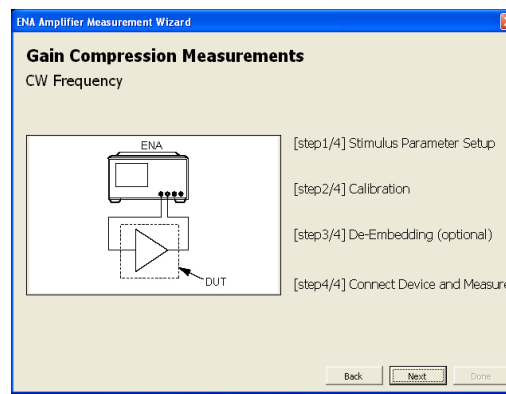 ENA Amplifier Measurement Wizard
Gain Compression Measurements
CW Frequency
ENA
DUT
[step1/4] Stimulus Parameter Setup
[step2/4] Calibration
[step3/4] De-Embedding (optional)
[step4/4] Connect Device and Measure
Back
Next
Done